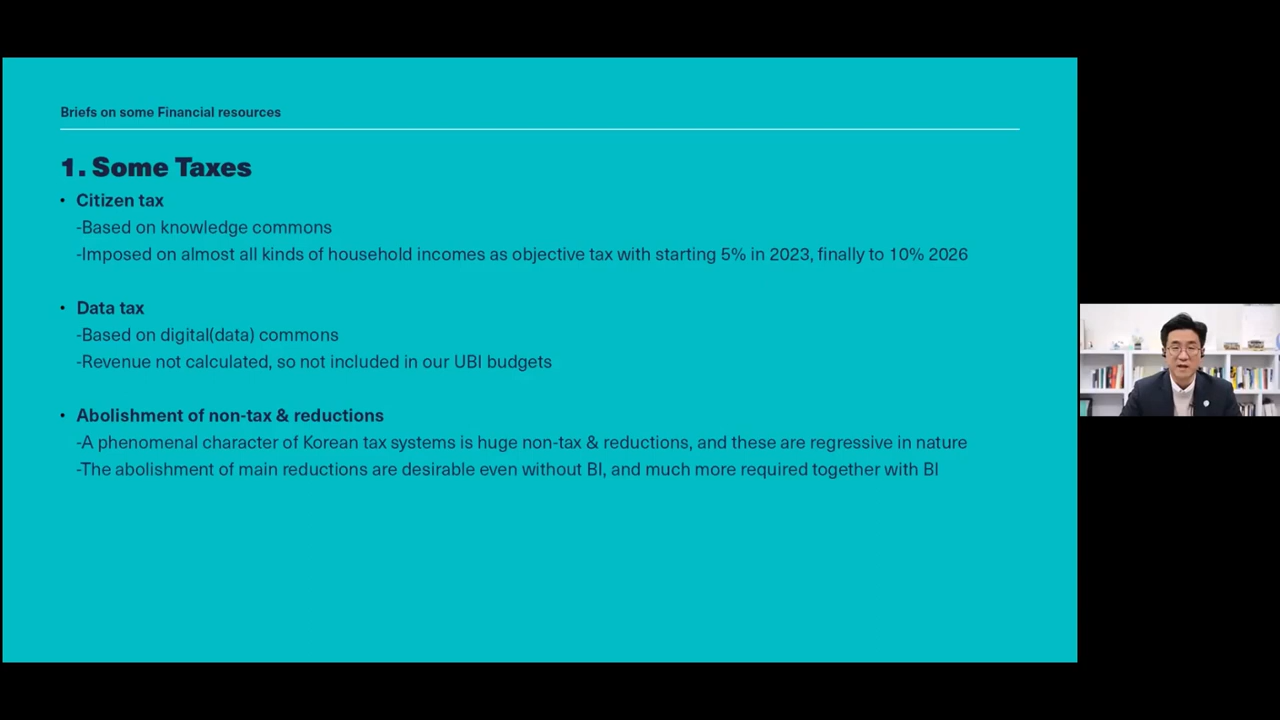 Briefs on some Financial resources
1. Some Taxes
• Citizen tax
-Based on knowledge commons
-Imposed on almost all kinds of household incomes as objective tax with starting 5% in 2023, finally to 10% 2026
• Data tax
-Based on digital(data) commons
-Revenue not calculated, so not included in our UBI budgets
• Abolishment of non-tax & reductions
-A phenomenal character of Korean tax systems is huge non-tax & reductions, and these are regressive in nature
-The abolishment of main reductions are desirable even without BI, and much more required together with BI